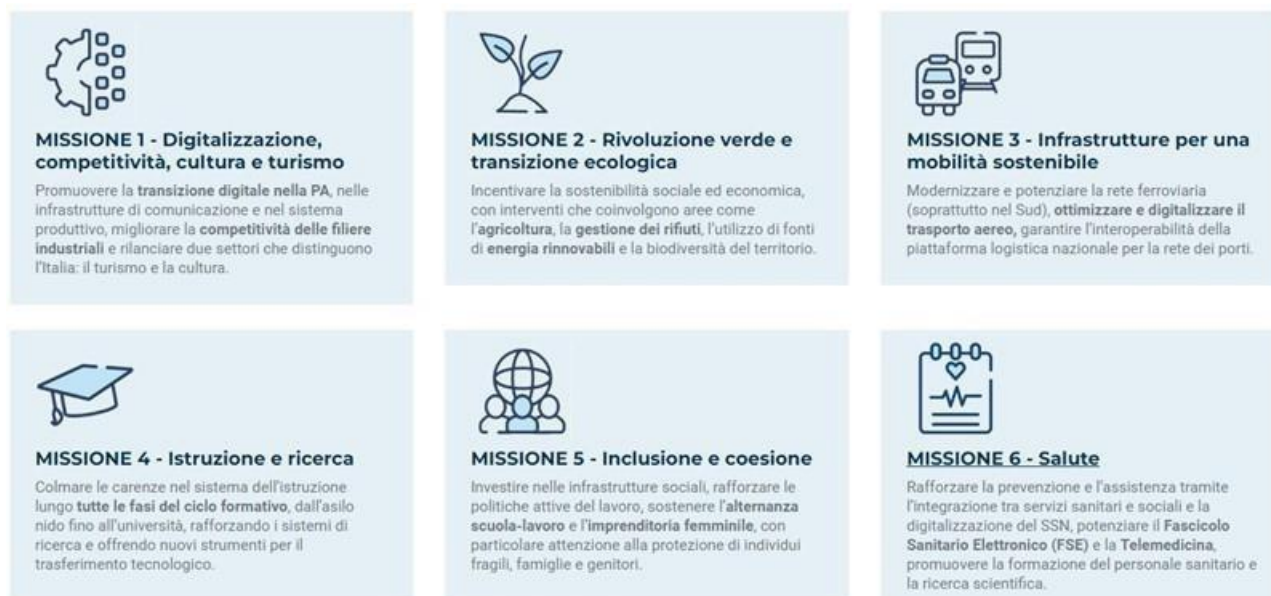 MISSIONE 1 - Digitalizzazione,
competitività, cultura e turismo
Promuovere la transizione digitale nella PA, nelle
infrastrutture di comunicazione e nel sistema
produttivo, migliorare la competitività delle filiere
industriali e rilanciare due settori che distinguono
l'Italia: il turismo e la cultura.
MISSIONE 2 - Rivoluzione verde e
transizione ecologica
Incentivare la sostenibilità sociale ed economica,
con interventi che coinvolgono aree come
l'agricoltura, la gestione dei rifiuti, l'utilizzo di fonti
di energia rinnovabili e la biodiversità del territorio.
MISSIONE 3 - Infrastrutture per una
mobilità sostenibile
Modernizzare e potenziare la rete ferroviaria
(soprattutto nel Sud), ottimizzare e digitalizzare il
trasporto aereo, garantire l'interoperabilità della
piattaforma logistica nazionale per la rete dei porti.
MISSIONE 4 - Istruzione e ricerca
Colmare le carenze nel sistema dell'istruzione
lungo tutte le fasi del ciclo formativo, dall'asilo
nido fino all'università, rafforzando i sistemi di
ricerca e offrendo nuovi strumenti per il
trasferimento tecnologico.
MISSIONE 5 - Inclusione e coesione
Investire nelle infrastrutture sociali, rafforzare le
politiche attive del lavoro, sostenere l'alternanza
scuola-lavoro e l'imprenditoria femminile, con
particolare attenzione alla protezione di individui
fragili, famiglie e genitori.
MISSIONE 6 - Salute
Rafforzare la prevenzione e l'assistenza tramite
l'integrazione tra servizi sanitari e sociali e la
digitalizzazione del SSN, potenziare il Fascicolo
Sanitario Elettronico (FSE) e la Telemedicina,
promuovere la formazione del personale sanitario e
la ricerca scientifica.